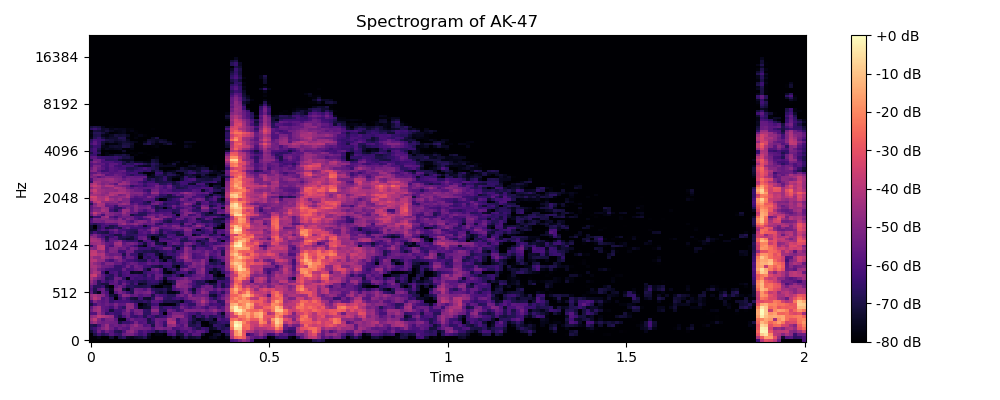 Spectrogram of AK-47
Hz
16384
8192
4096
2048
1024
512
0
0
0.5
1
1.5
2
Time
+0 dB
-10 dB
-20 dB
-30 dB
-40 dB
-50 dB
-60 dB
-70 dB
-80 dB